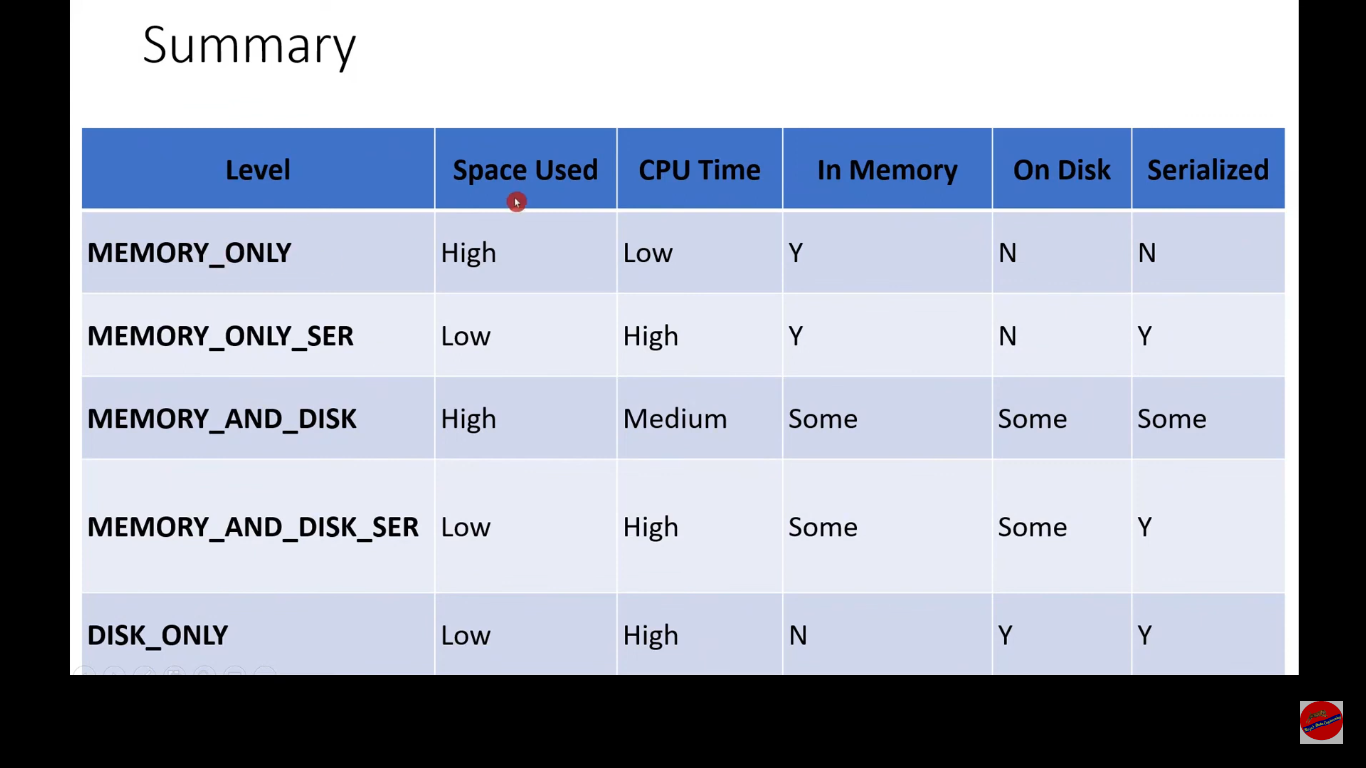 Summary
Level Space Used CPU Time In Memory On Disk Serialized
MEMORY_ONLY High Low Y N N
MEMORY_ONLY_SER Low High Y N Y
MEMORY_AND_DISK High Medium Some Some Some
MEMORY_AND_DISK_SER Low High Some Some Y
DISK_ONLY Low High N Y Y